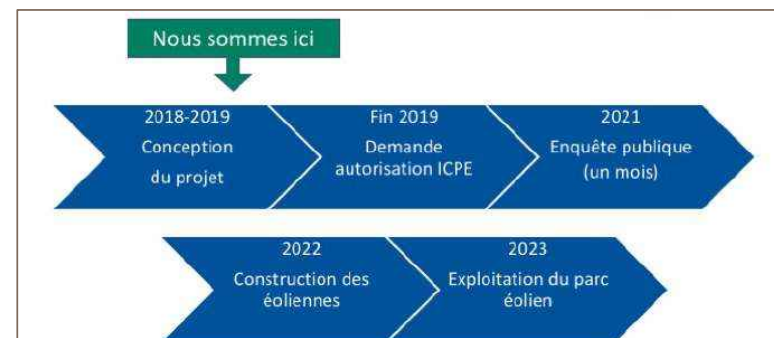 Nous sommes ici
2018-2019
Conception
du projet
Fin 2019
Demande
autorisation ICPE
2021
Enquête publique
(un mois)
2022
Construction des
éoliennes
2023
Exploitation du parc
éolien